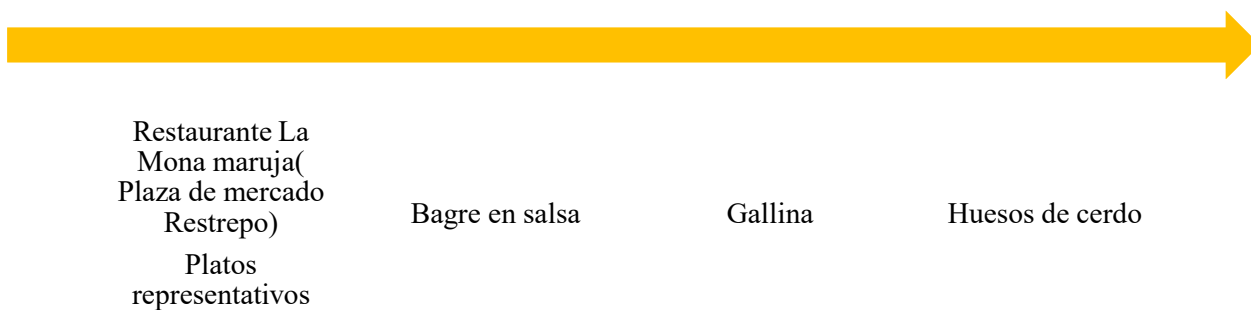 Restaurante La
Mona maruja(
Plaza de mercado
Restrepo)
Platos
representativos
Bagre en salsa
Gallina
Huesos de cerdo